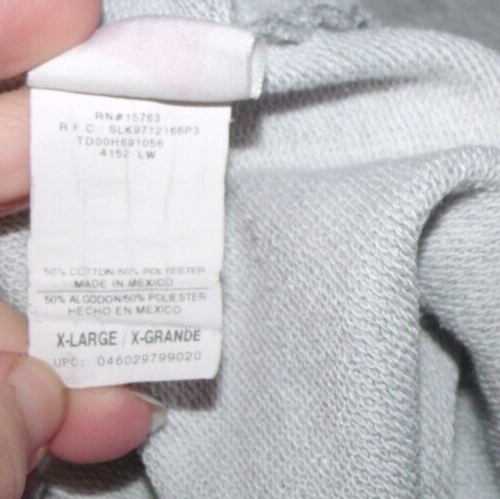 RN#15763
R.F.C.: SLK9712166P3
TD00H691056
4152 LW
50% COTTON/50% POLYESTER
MADE IN MEXICO
50% ALGODON/50% POLIESTER
HECHO EN MEXICO
X-LARGE / X-GRANDE
UPC: 046029799020